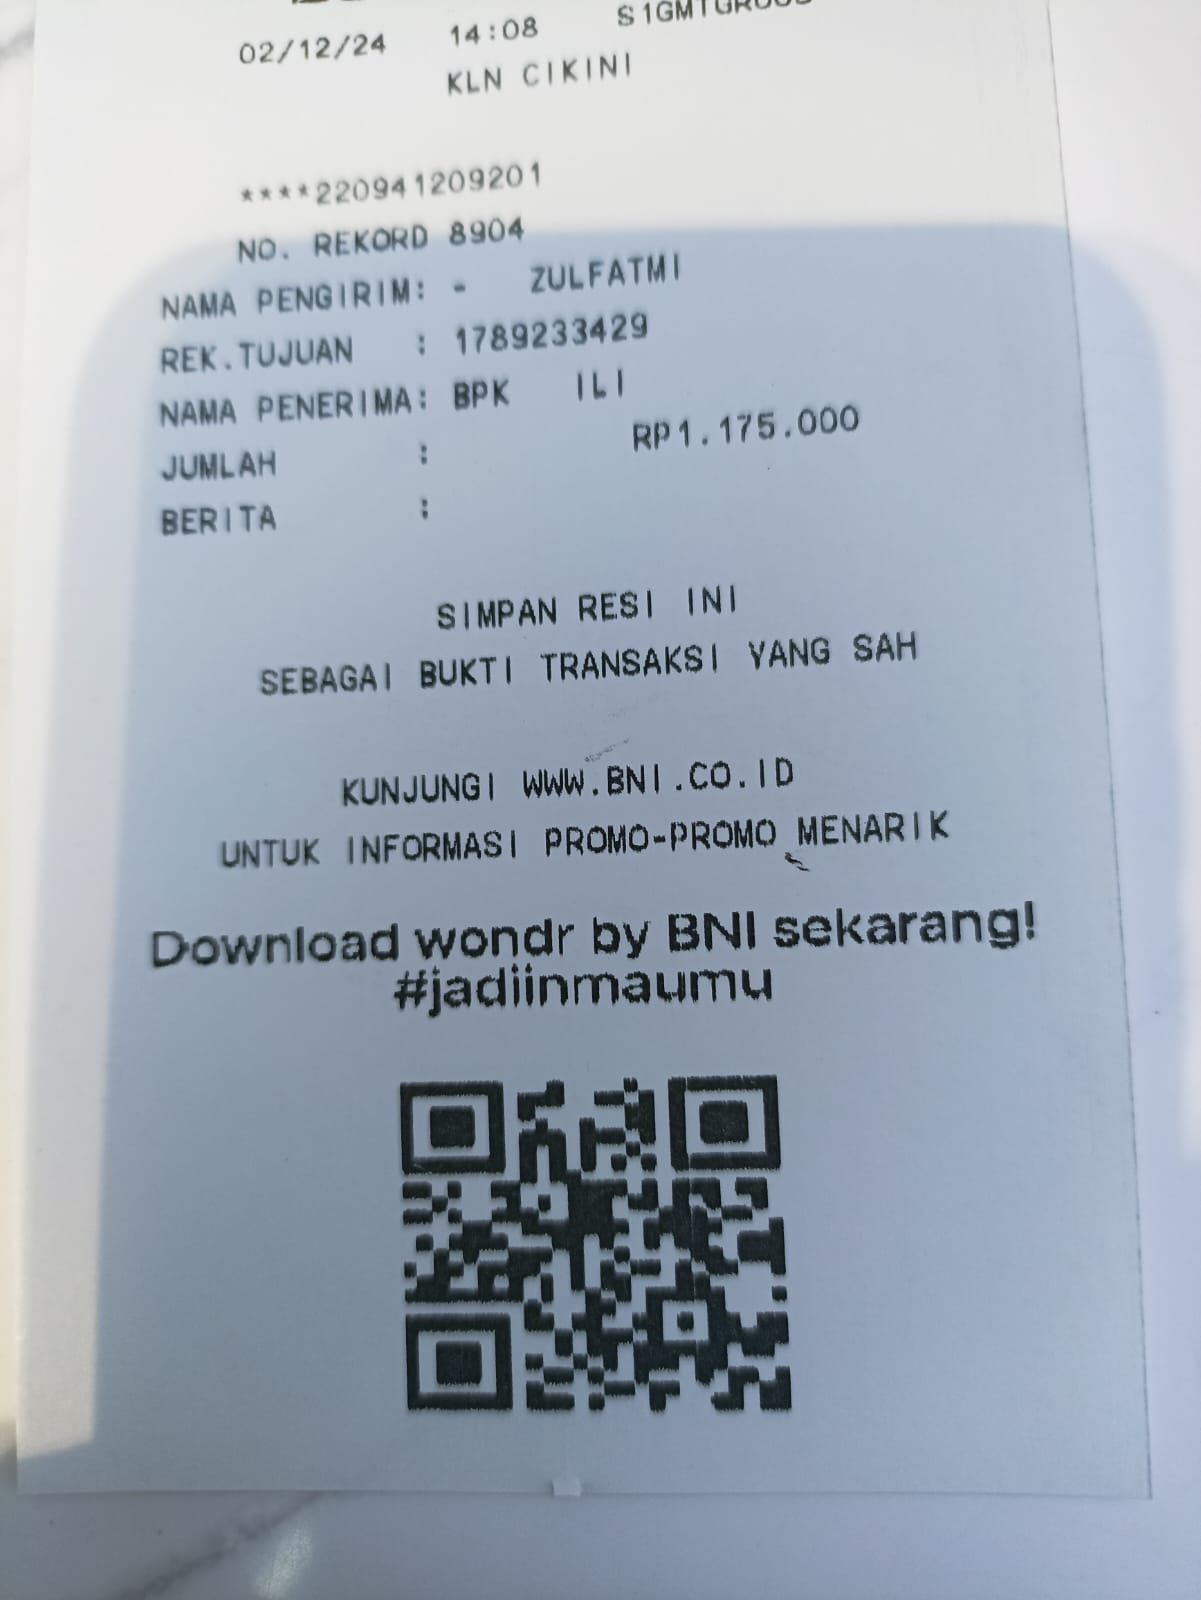 02/12/24 14:08
KLN CIKINI
****220941209201
NO. REKORD 8904
NAMA PENGIRIM: - ZULFATMI
REK.TUJUAN : 1789233429
NAMA PENERIMA: BPK ILI
JUMLAH : RP1.175.000
BERITA :
SIMPAN RESI INI
SEBAGAI BUKTI TRANSAKSI YANG SAH
KUNJUNGI WWW.BNI.CO.ID
UNTUK INFORMASI PROMO-PROMO MENARIK
Download wondr by BNI sekarang!
#jadiinmaumu